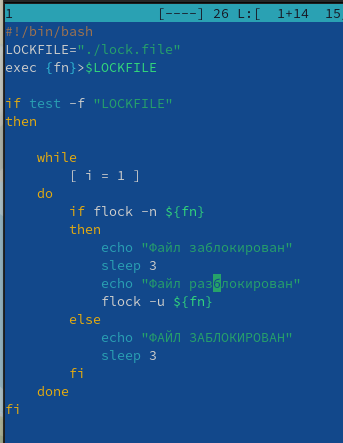 1 [----] 26 L:[ 1+14 15
#!/bin/bash
LOCKFILE="./lock.file"
exec {fn}>$LOCKFILE
if test -f "LOCKFILE"
then
while
[ i = 1 ]
do
if flock -n ${fn}
then
echo "Файл заблокирован"
sleep 3
echo "Файл разблокирован"
flock -u ${fn}
else
echo "ФАЙЛ ЗАБЛОКИРОВАН"
sleep 3
fi
done
fi